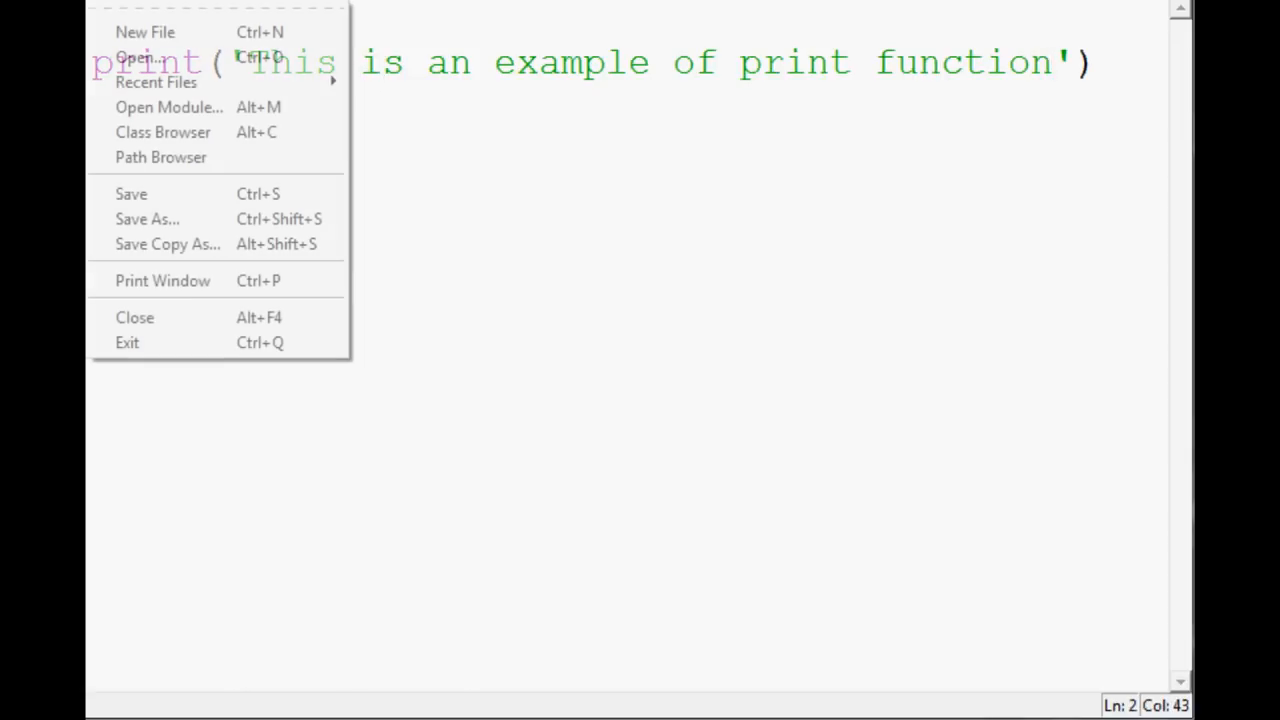 New File Ctrl+N
Open... Ctrl+O
print('This is an example of print function')
Recent Files
Open Module... Alt+M
Class Browser Alt+C
Path Browser
Save Ctrl+S
Save As... Ctrl+Shift+S
Save Copy As... Alt+Shift+S
Print Window Ctrl+P
Close Alt+F4
Exit Ctrl+Q
Ln: 2 Col: 43